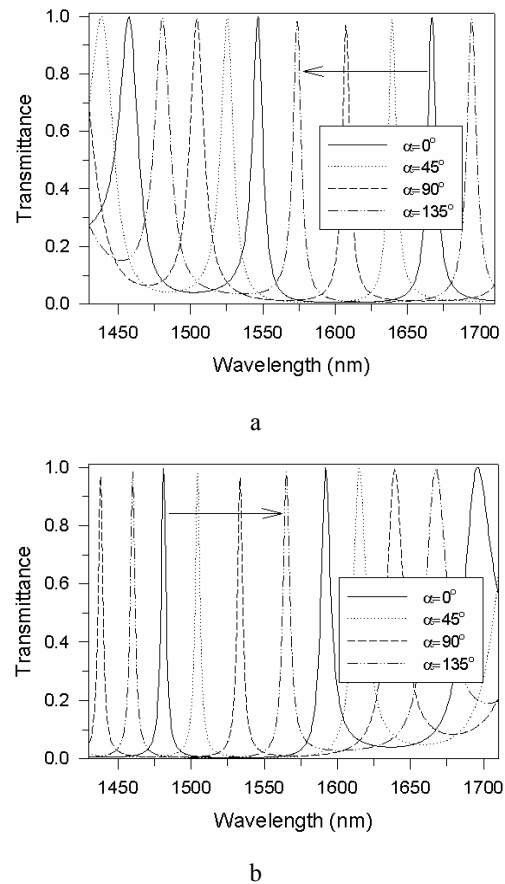 1.0
0.8
0.6
0.4
0.2
0.0
Transmittance
α=0°
α=45°
α=90°
α=135°
1450 1500 1550 1600 1650 1700
Wavelength (nm)
a
1.0
0.8
0.6
0.4
0.2
0.0
Transmittance
α=0°
α=45°
α=90°
α=135°
1450 1500 1550 1600 1650 1700
Wavelength (nm)
b